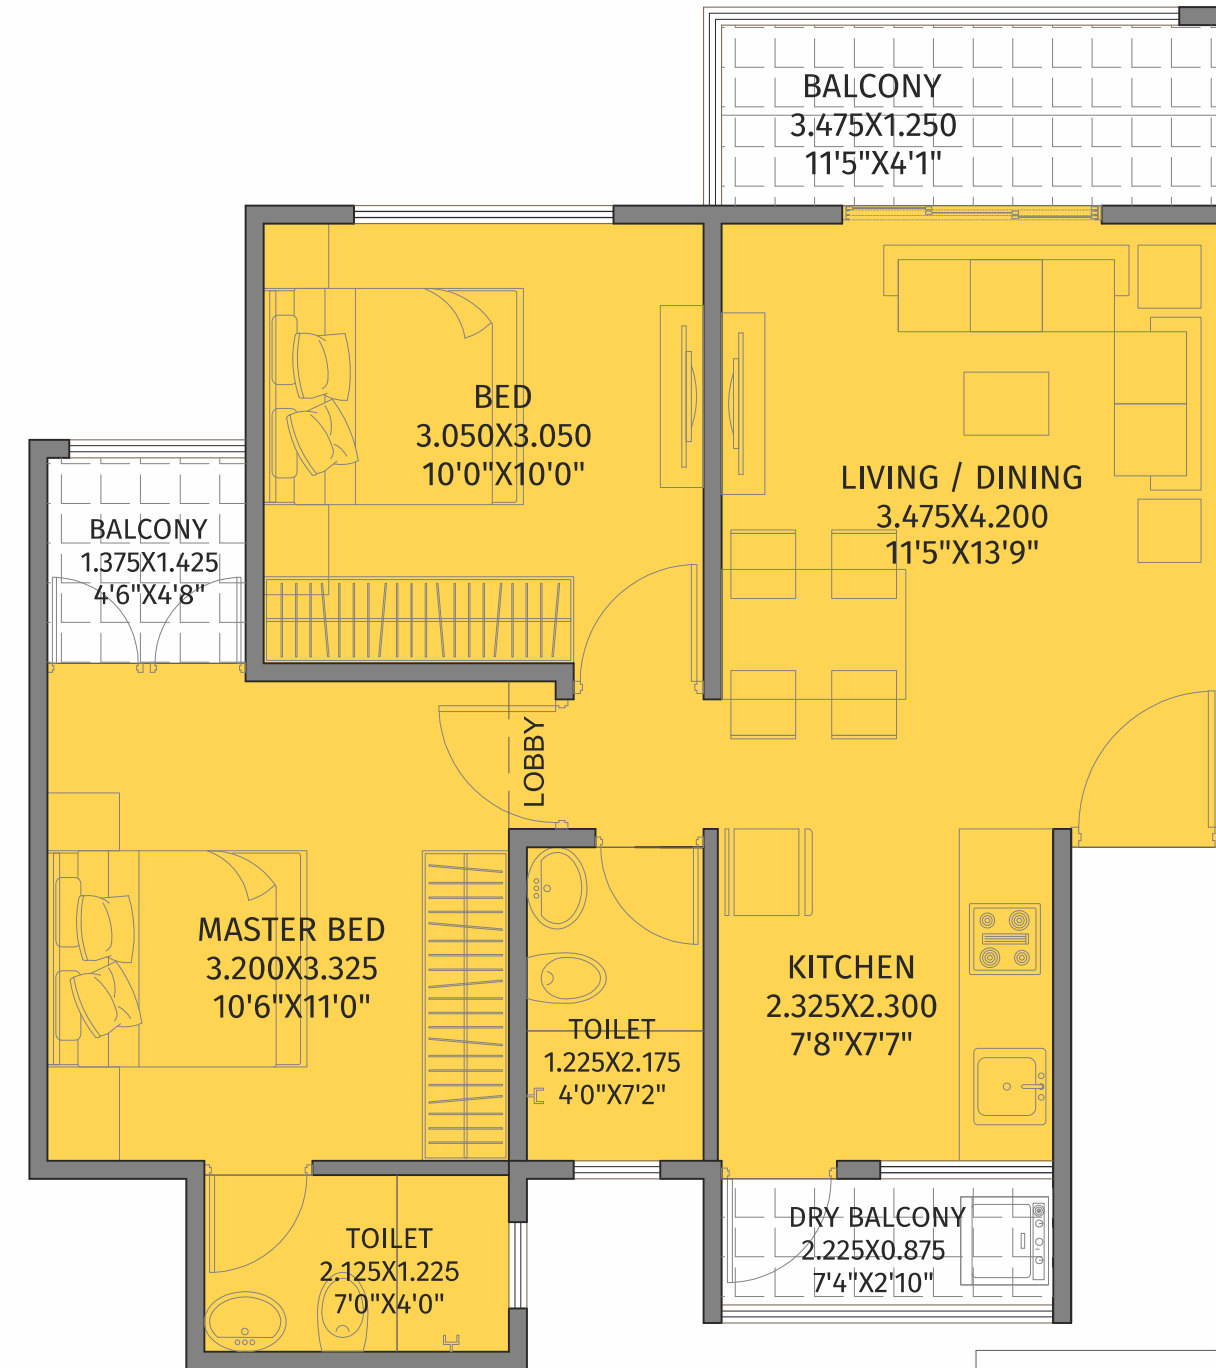 BALCONY
3.475X1.250
11'5"X4'1"
BED
3.050X3.050
10'0"X10'0"
LIVING / DINING
3.475X4.200
11'5"X13'9"
BALCONY
1.375X1.425
4'6"X4'8"
LOBBY
MASTER BED
3.200X3.325
10'6"X11'0"
KITCHEN
2.325X2.300
7'8"X7'7"
TOILET
1.225X2.175
4'0"X7'2"
DRY BALCONY
2.225X0.875
7'4"X2'10"
TOILET
2.125X1.225
7'0"X4'0"